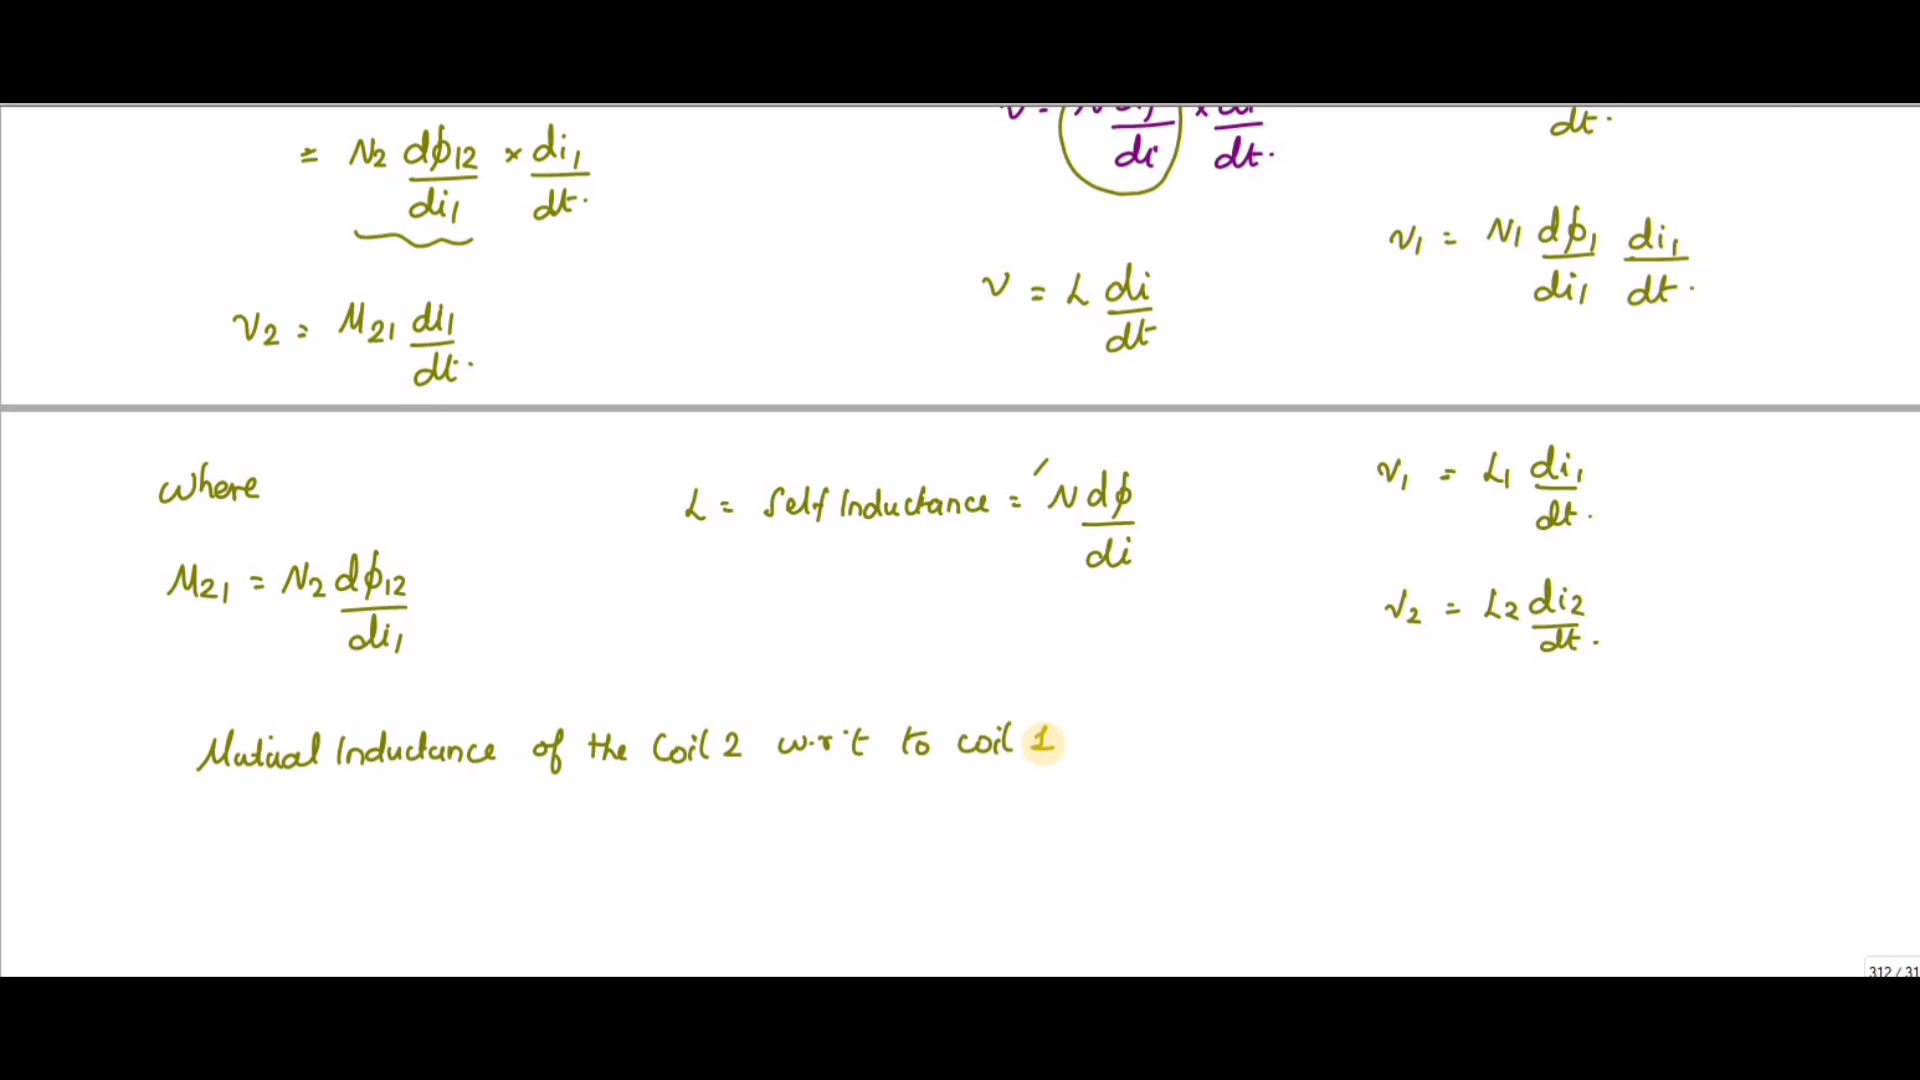 = N2 dφ12/di1 × di1/dt.
v2 = M21 di1/dt.
di × dt.
v = L di/dt
dt.
v1 = N1 dφ1/di1 di1/dt.
where
M21 = N2 dφ12/di1
L = Self Inductance = N dφ/di
v1 = L1 di1/dt.
v2 = L2 di2/dt.
Mutual Inductance of the Coil 2 w.r.t to coil 1
312 / 31